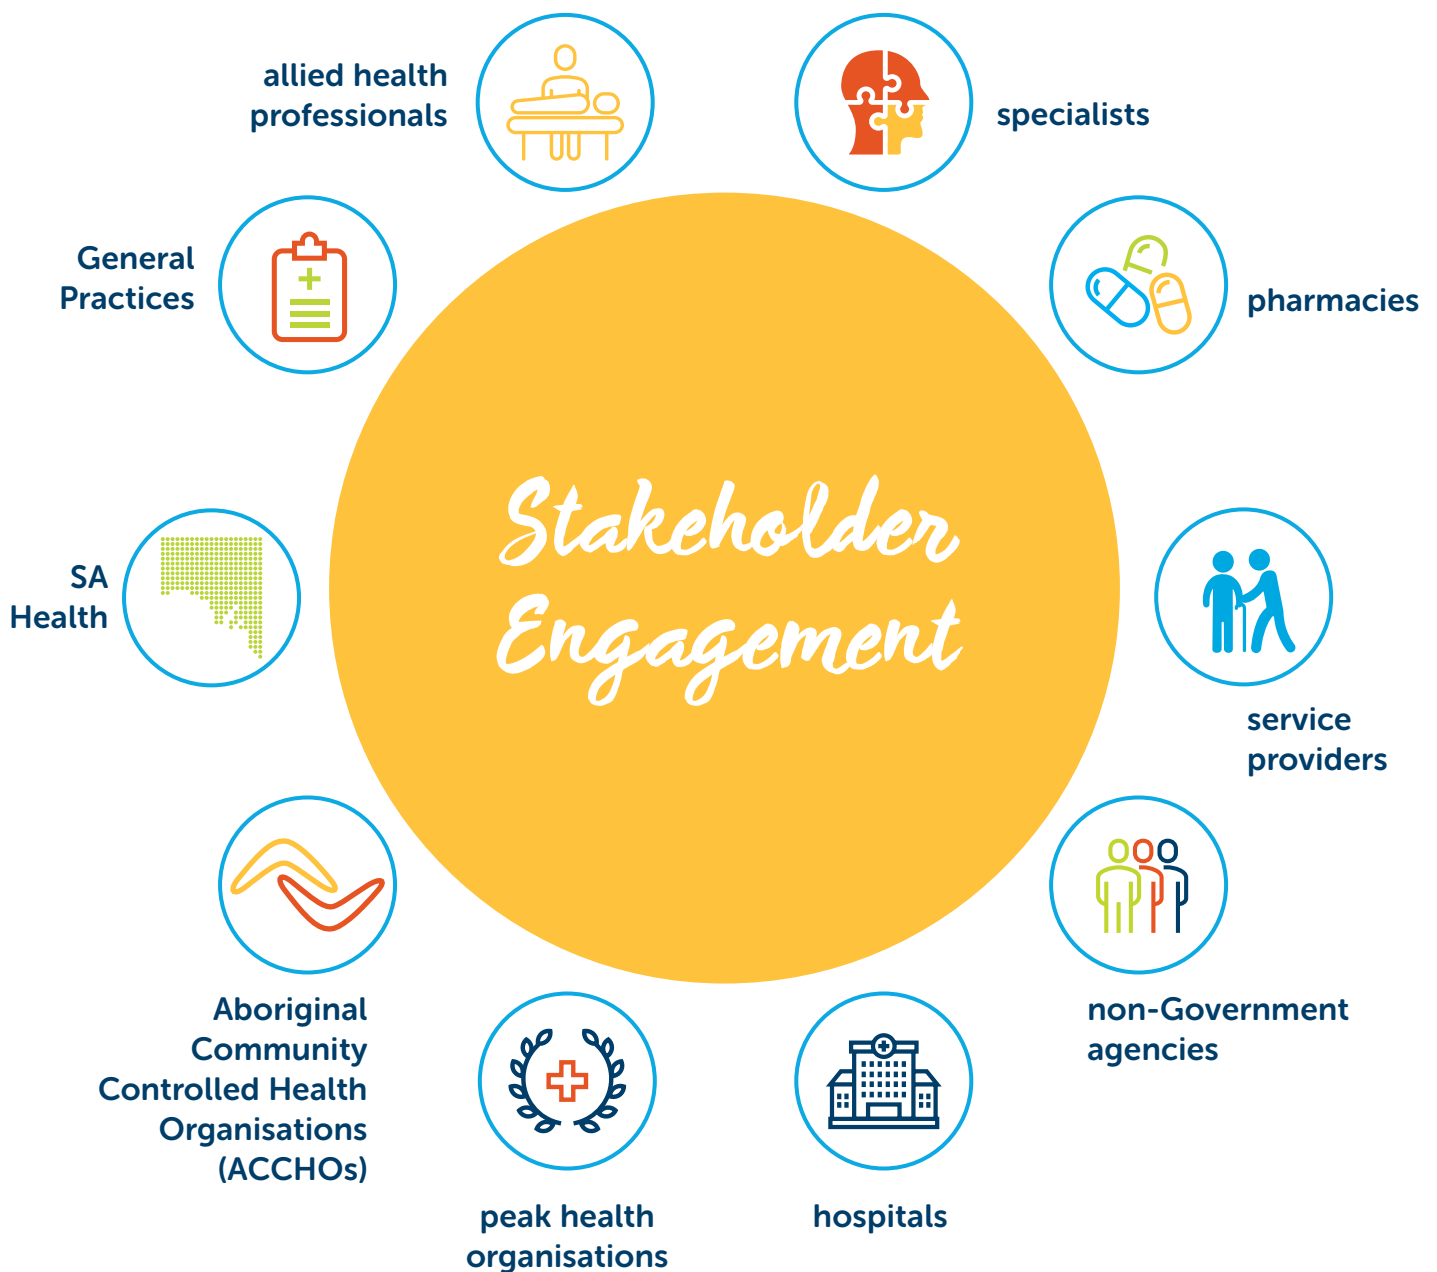 allied health
professionals
specialists
General
Practices
pharmacies
Stakeholder
Engagement
SA
Health
service
providers
Aboriginal
Community
Controlled Health
Organisations
(ACCHOs)
non-Government
agencies
peak health
organisations
hospitals